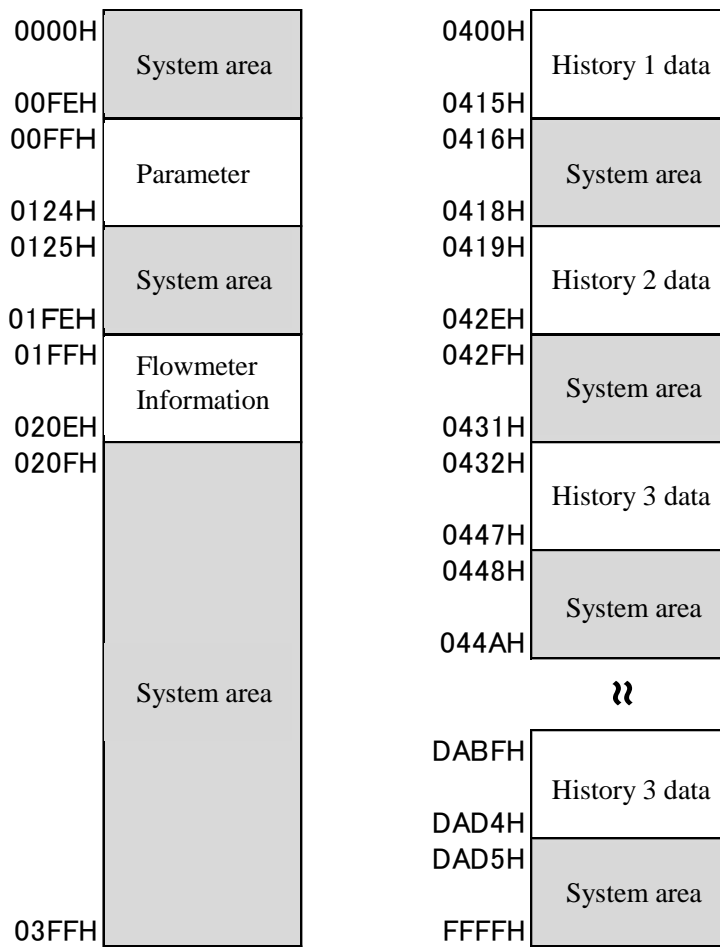 0000H
System area
00FEH
00FFH
Parameter
0124H
0125H
System area
01FEH
01FFH
Flowmeter
Information
020EH
020FH
System area
03FFH
0400H
History 1 data
0415H
0416H
System area
0418H
0419H
History 2 data
042EH
042FH
System area
0431H
0432H
History 3 data
0447H
0448H
System area
044AH
≈
DABFH
History 3 data
DAD4H
DAD5H
System area
FFFFH